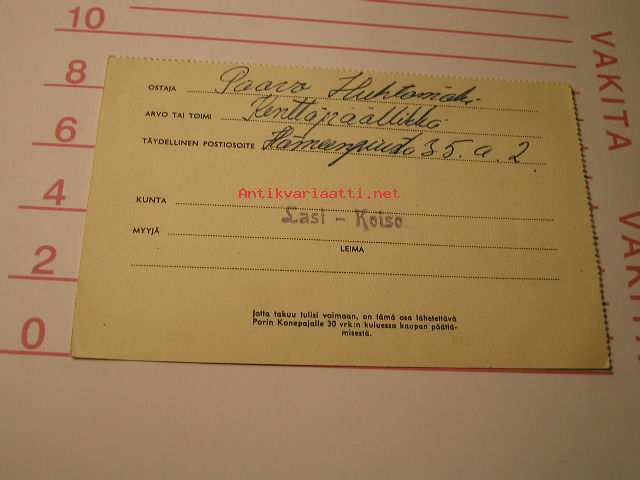 10
8
6
4
2
0
VAKITA
VAKITA
OSTAJA Paavo Huhtamäki
ARVO TAI TOIMI Kenttäpäällikkö
TÄYDELLINEN POSTIOSOITE Hämeenpuisto 35. a. 2.
Antikvariaatti.net
KUNTA
Lasi - Koiso
MYYJÄ
LEIMA
Jotta takuu tulisi voimaan, on tämä osa lähetettävä
Porin Konepajalle 30 vrk:n kuluessa kaupan päättä-
misestä.